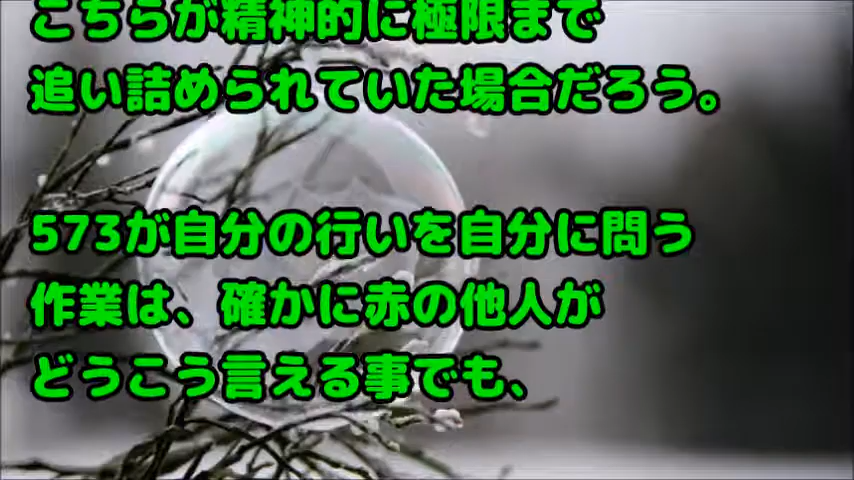 こちらが精神的に極限まで
追い詰められていた場合だろう。
573が自分の行いを自分に問う
作業は、確かに赤の他人が
どうこう言える事でも、